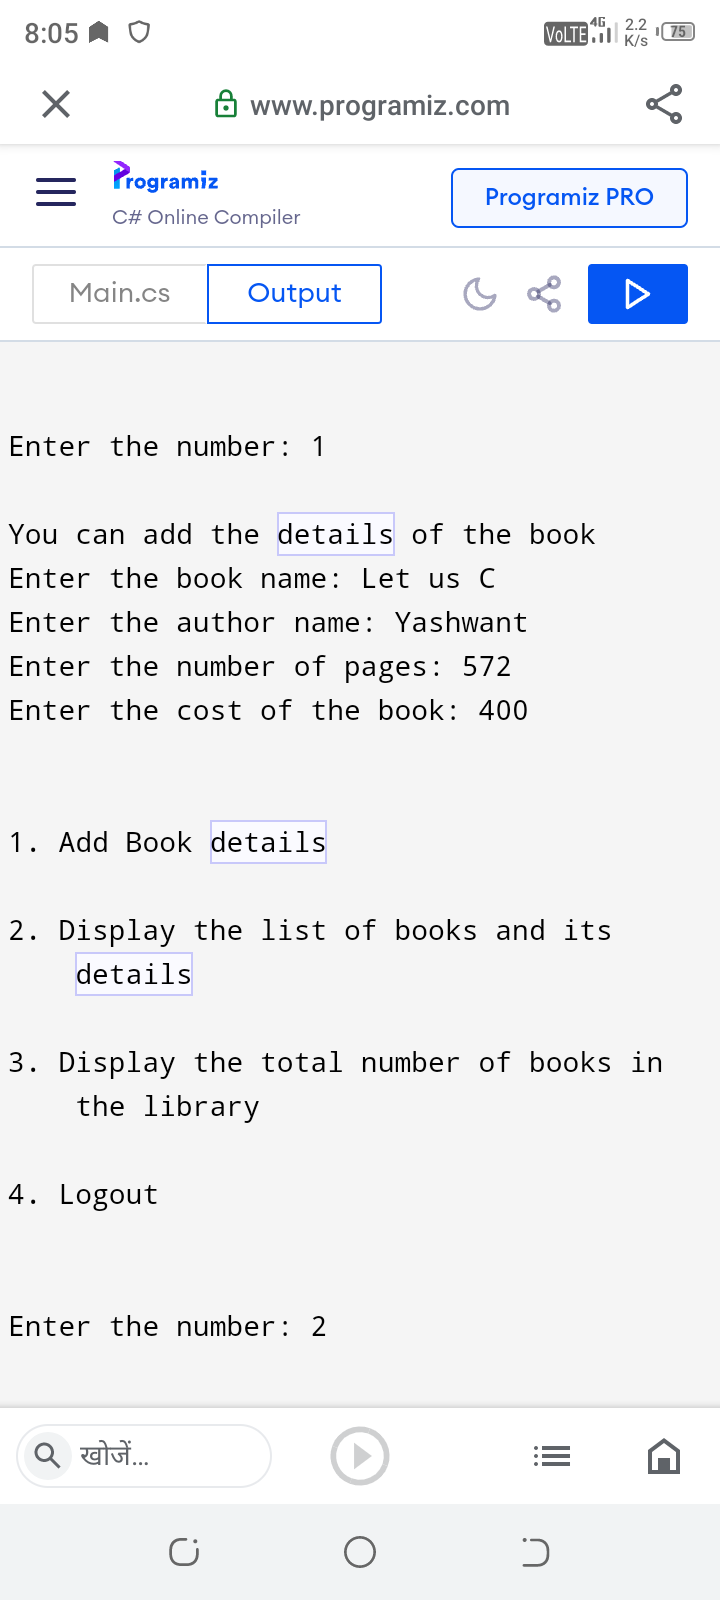 8:05 VoLTE 4G 2.2 K/s 75
www.programiz.com
Programiz
C# Online Compiler
Programiz PRO
Main.cs Output
Enter the number: 1
You can add the details of the book
Enter the book name: Let us C
Enter the author name: Yashwant
Enter the number of pages: 572
Enter the cost of the book: 400
1. Add Book details
2. Display the list of books and its
details
3. Display the total number of books in
the library
4. Logout
Enter the number: 2
खोजें...